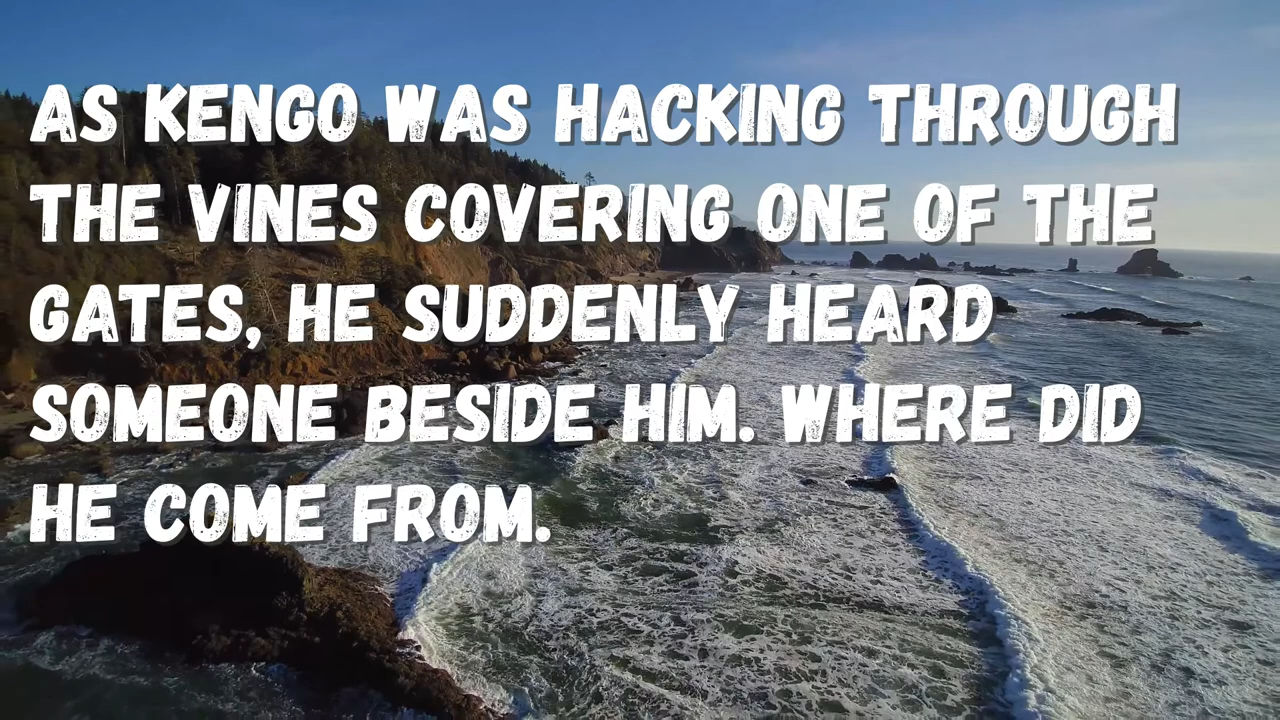 AS KENGO WAS HACKING THROUGH
THE VINES COVERING ONE OF THE
GATES, HE SUDDENLY HEARD
SOMEONE BESIDE HIM. WHERE DID
HE COME FROM.